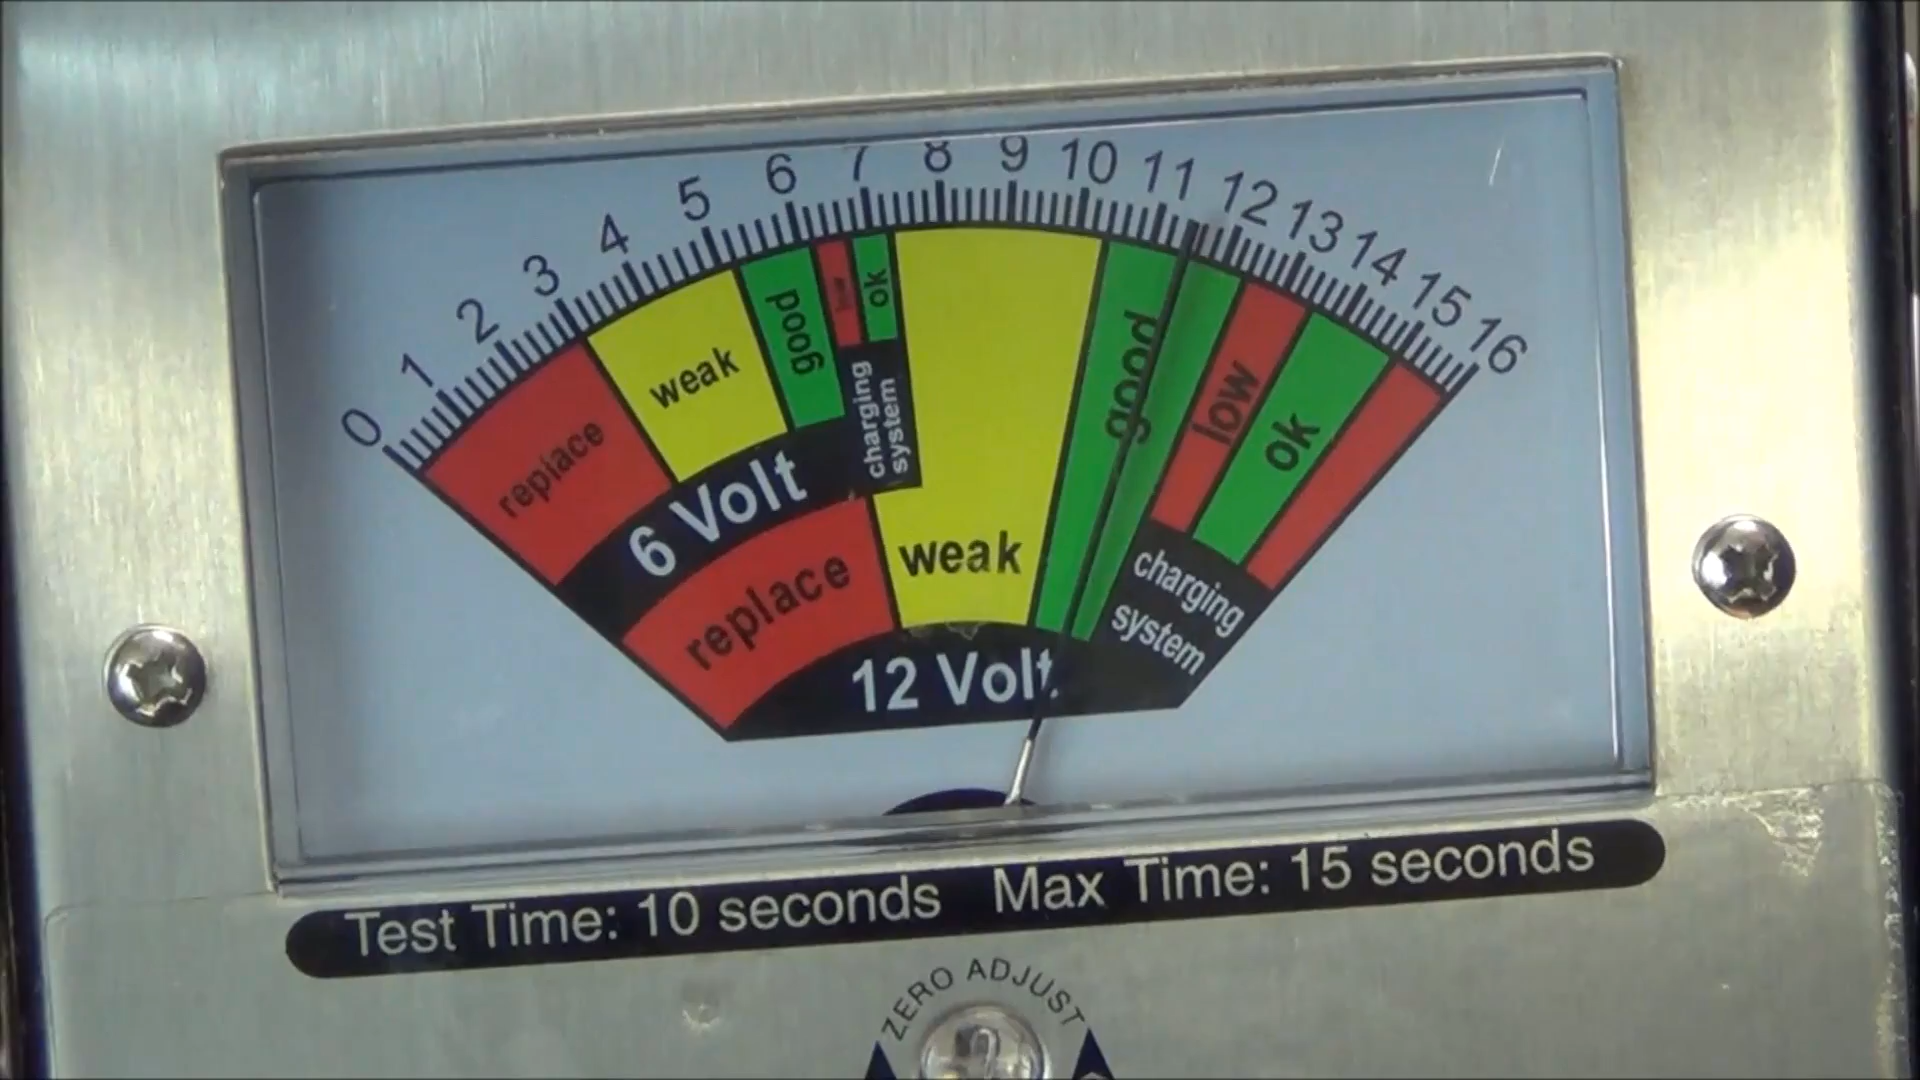 0 1 2 3 4 5 6 7 8 9 10 11 12 13 14 15 16
replace weak good low ok
charging
system
6 Volt
replace weak good low ok
charging
system
12 Volt
Test Time: 10 seconds Max Time: 15 seconds
ZERO ADJUST